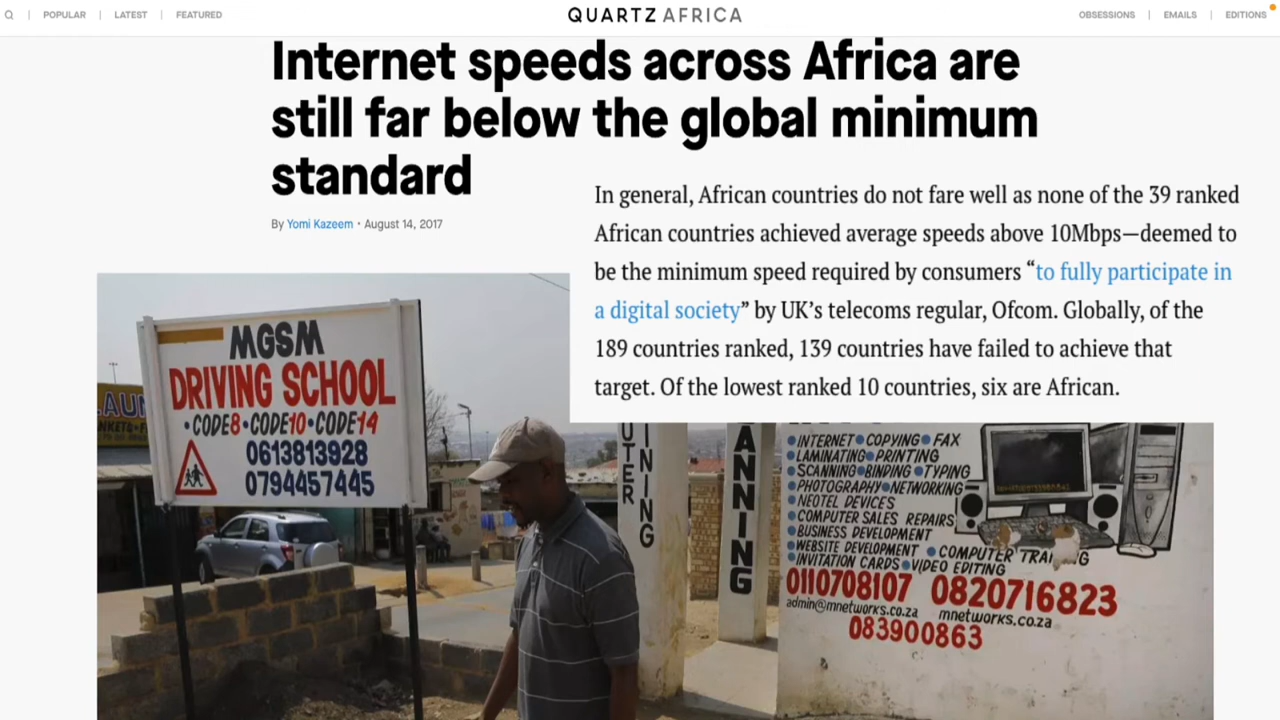 POPULAR | LATEST | FEATURED
QUARTZ AFRICA
OBSESSIONS | EMAILS | EDITIONS
Internet speeds across Africa are
still far below the global minimum
standard
By Yomi Kazeem • August 14, 2017
In general, African countries do not fare well as none of the 39 ranked
African countries achieved average speeds above 10Mbps—deemed to
be the minimum speed required by consumers “to fully participate in
a digital society” by UK’s telecoms regular, Ofcom. Globally, of the
189 countries ranked, 139 countries have failed to achieve that
target. Of the lowest ranked 10 countries, six are African.
MGSM
DRIVING SCHOOL
•CODE8•CODE10•CODE14
0613813928
0794457445
•INTERNET•COPYING•FAX
•LAMINATING•PRINTING
•SCANNING•BINDING•TYPING
•PHOTOGRAPHY•NETWORKING
•NEOTEL DEVICES
•COMPUTER SALES REPAIRS
•BUSINESS DEVELOPMENT
•WEBSITE DEVELOPMENT •COMPUTER TRAI G
•INVITATION CARDS•VIDEO EDITING
0110708107 0820716823
admin@mnetworks.co.za mnetworks.co.za
083900863